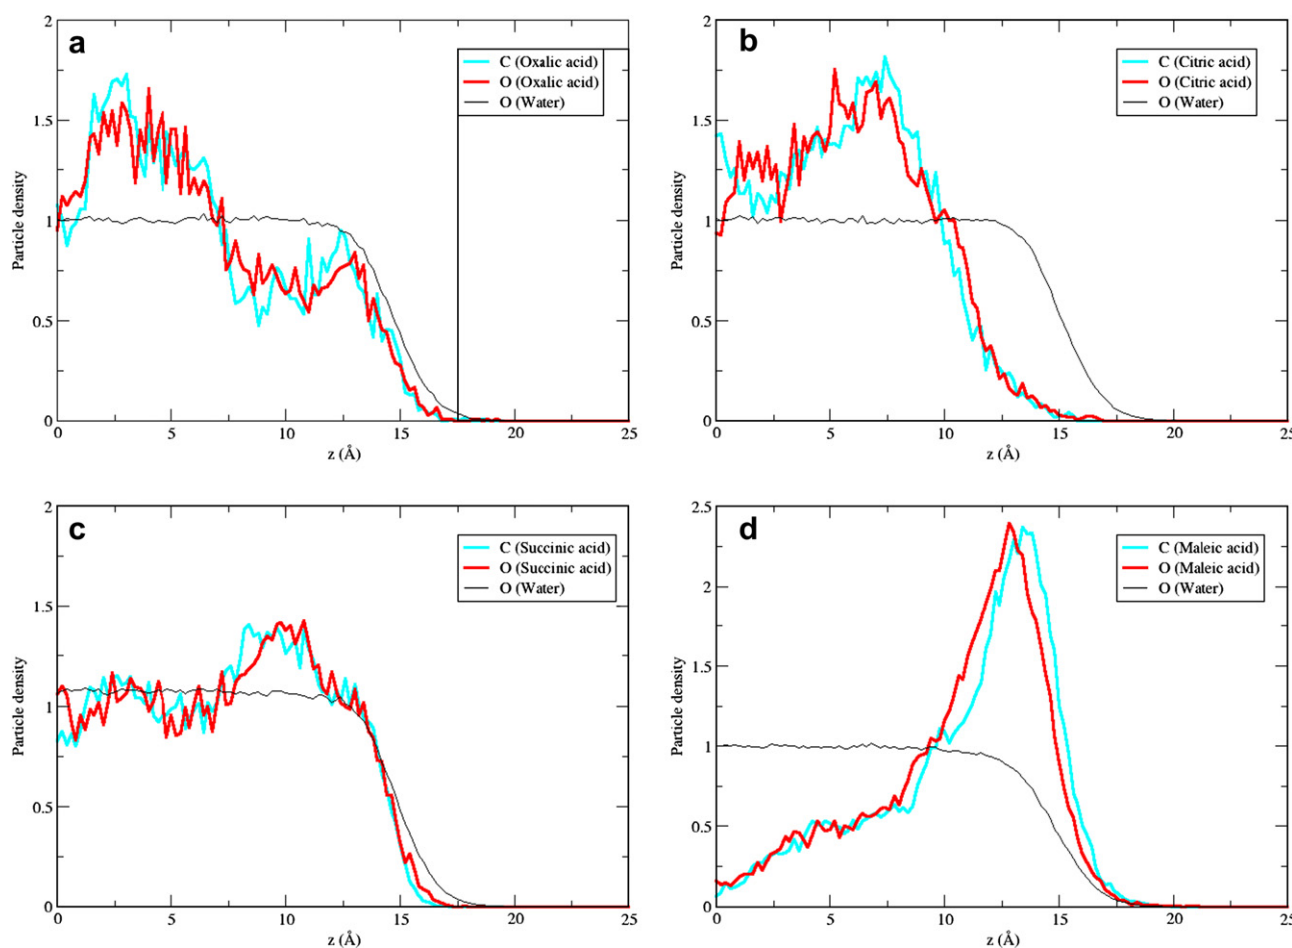 a
2
1.5
1
0.5
0
Particle density
C (Oxalic acid)
O (Oxalic acid)
O (Water)
0 5 10 15 20 25
z (Å)
b
2
1.5
1
0.5
0
Particle density
C (Citric acid)
O (Citric acid)
O (Water)
0 5 10 15 20 25
z (Å)
c
2
1.5
1
0.5
0
Particle density
C (Succinic acid)
O (Succinic acid)
O (Water)
0 5 10 15 20 25
z (Å)
d
2.5
2
1.5
1
0.5
0
Particle density
C (Maleic acid)
O (Maleic acid)
O (Water)
0 5 10 15 20 25
z (Å)